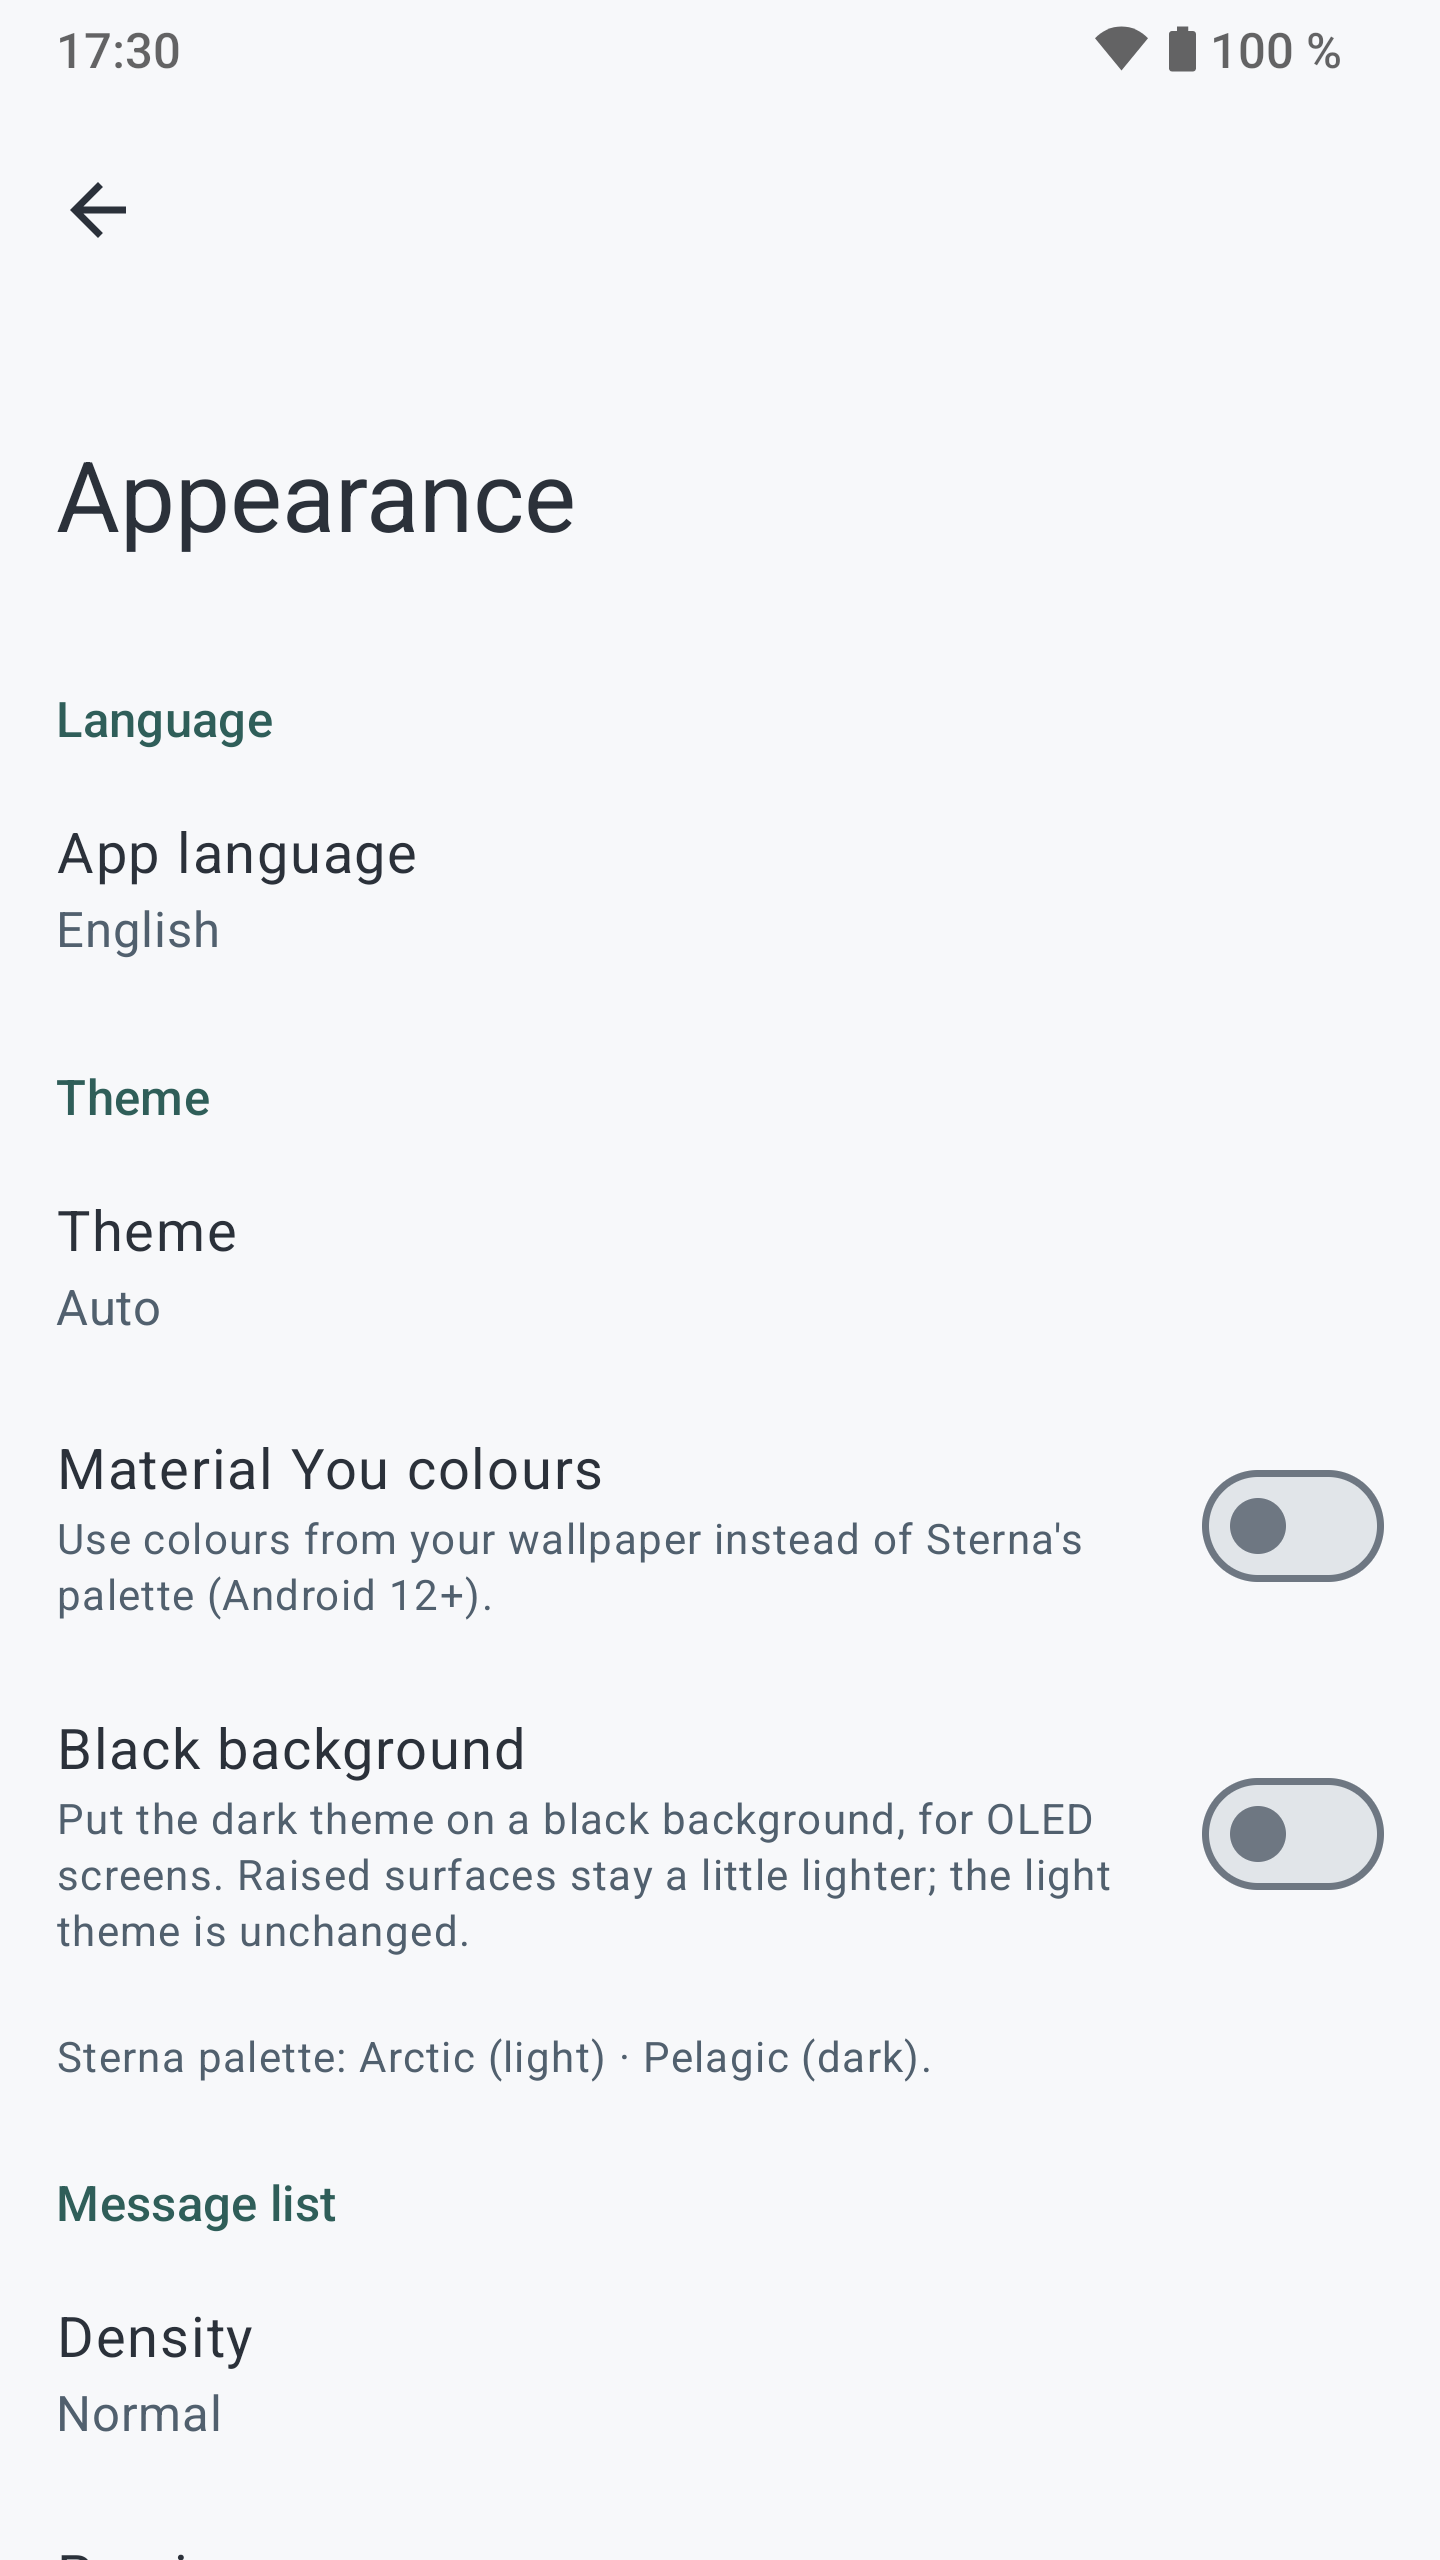 17:30
100 %
Appearance
Language
App language
English
Theme
Theme
Auto
Material You colours
Use colours from your wallpaper instead of Sterna's
palette (Android 12+).
Black background
Put the dark theme on a black background, for OLED
screens. Raised surfaces stay a little lighter; the light
theme is unchanged.
Sterna palette: Arctic (light) · Pelagic (dark).
Message list
Density
Normal